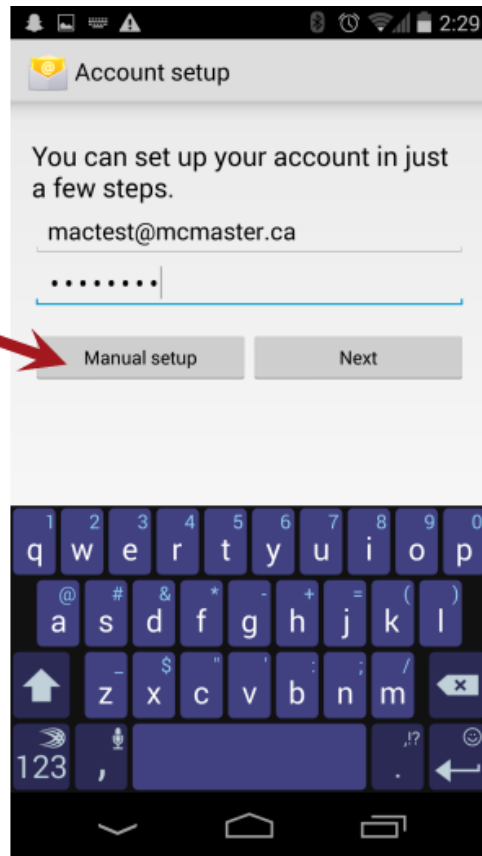 2:29
Account setup
You can set up your account in just
a few steps.
mactest@mcmaster.ca
••••••••
Manual setup Next
1 2 3 4 5 6 7 8 9 0
q w e r t y u i o p
@ # & * - + = ( )
a s d f g h j k l
_ $ " ' : ; /
z x c v b n m
,!?
123 , .